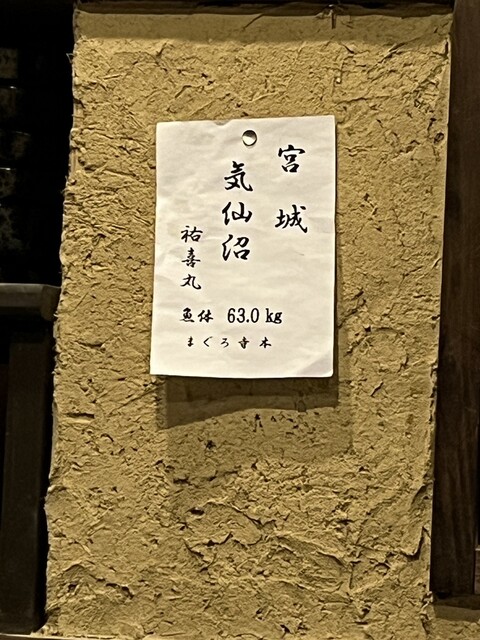 宮城
気仙沼
祐喜丸
魚体 63.0 kg
まぐろ寺本